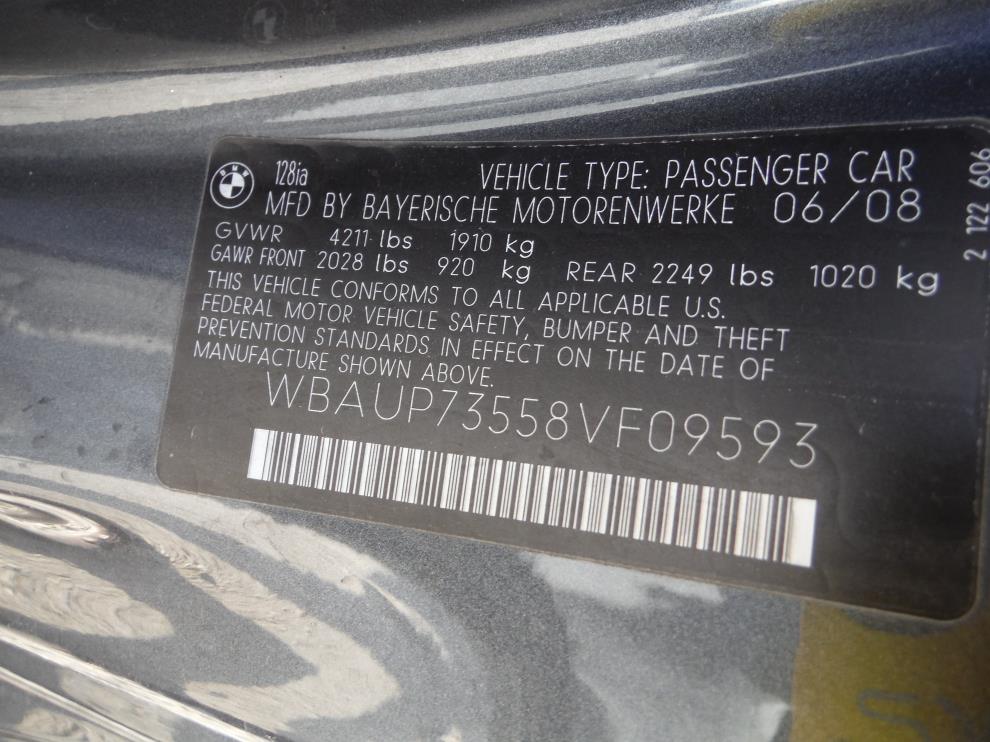 BMW
128ia
VEHICLE TYPE: PASSENGER CAR
MFD BY BAYERISCHE MOTORENWERKE 06/08
GVWR 4211 lbs 1910 kg
GAWR FRONT 2028 lbs 920 kg REAR 2249 lbs 1020 kg
THIS VEHICLE CONFORMS TO ALL APPLICABLE U.S.
FEDERAL MOTOR VEHICLE SAFETY, BUMPER AND THEFT
PREVENTION STANDARDS IN EFFECT ON THE DATE OF
MANUFACTURE SHOWN ABOVE.
WBAUP73558VF09593
2 122 606